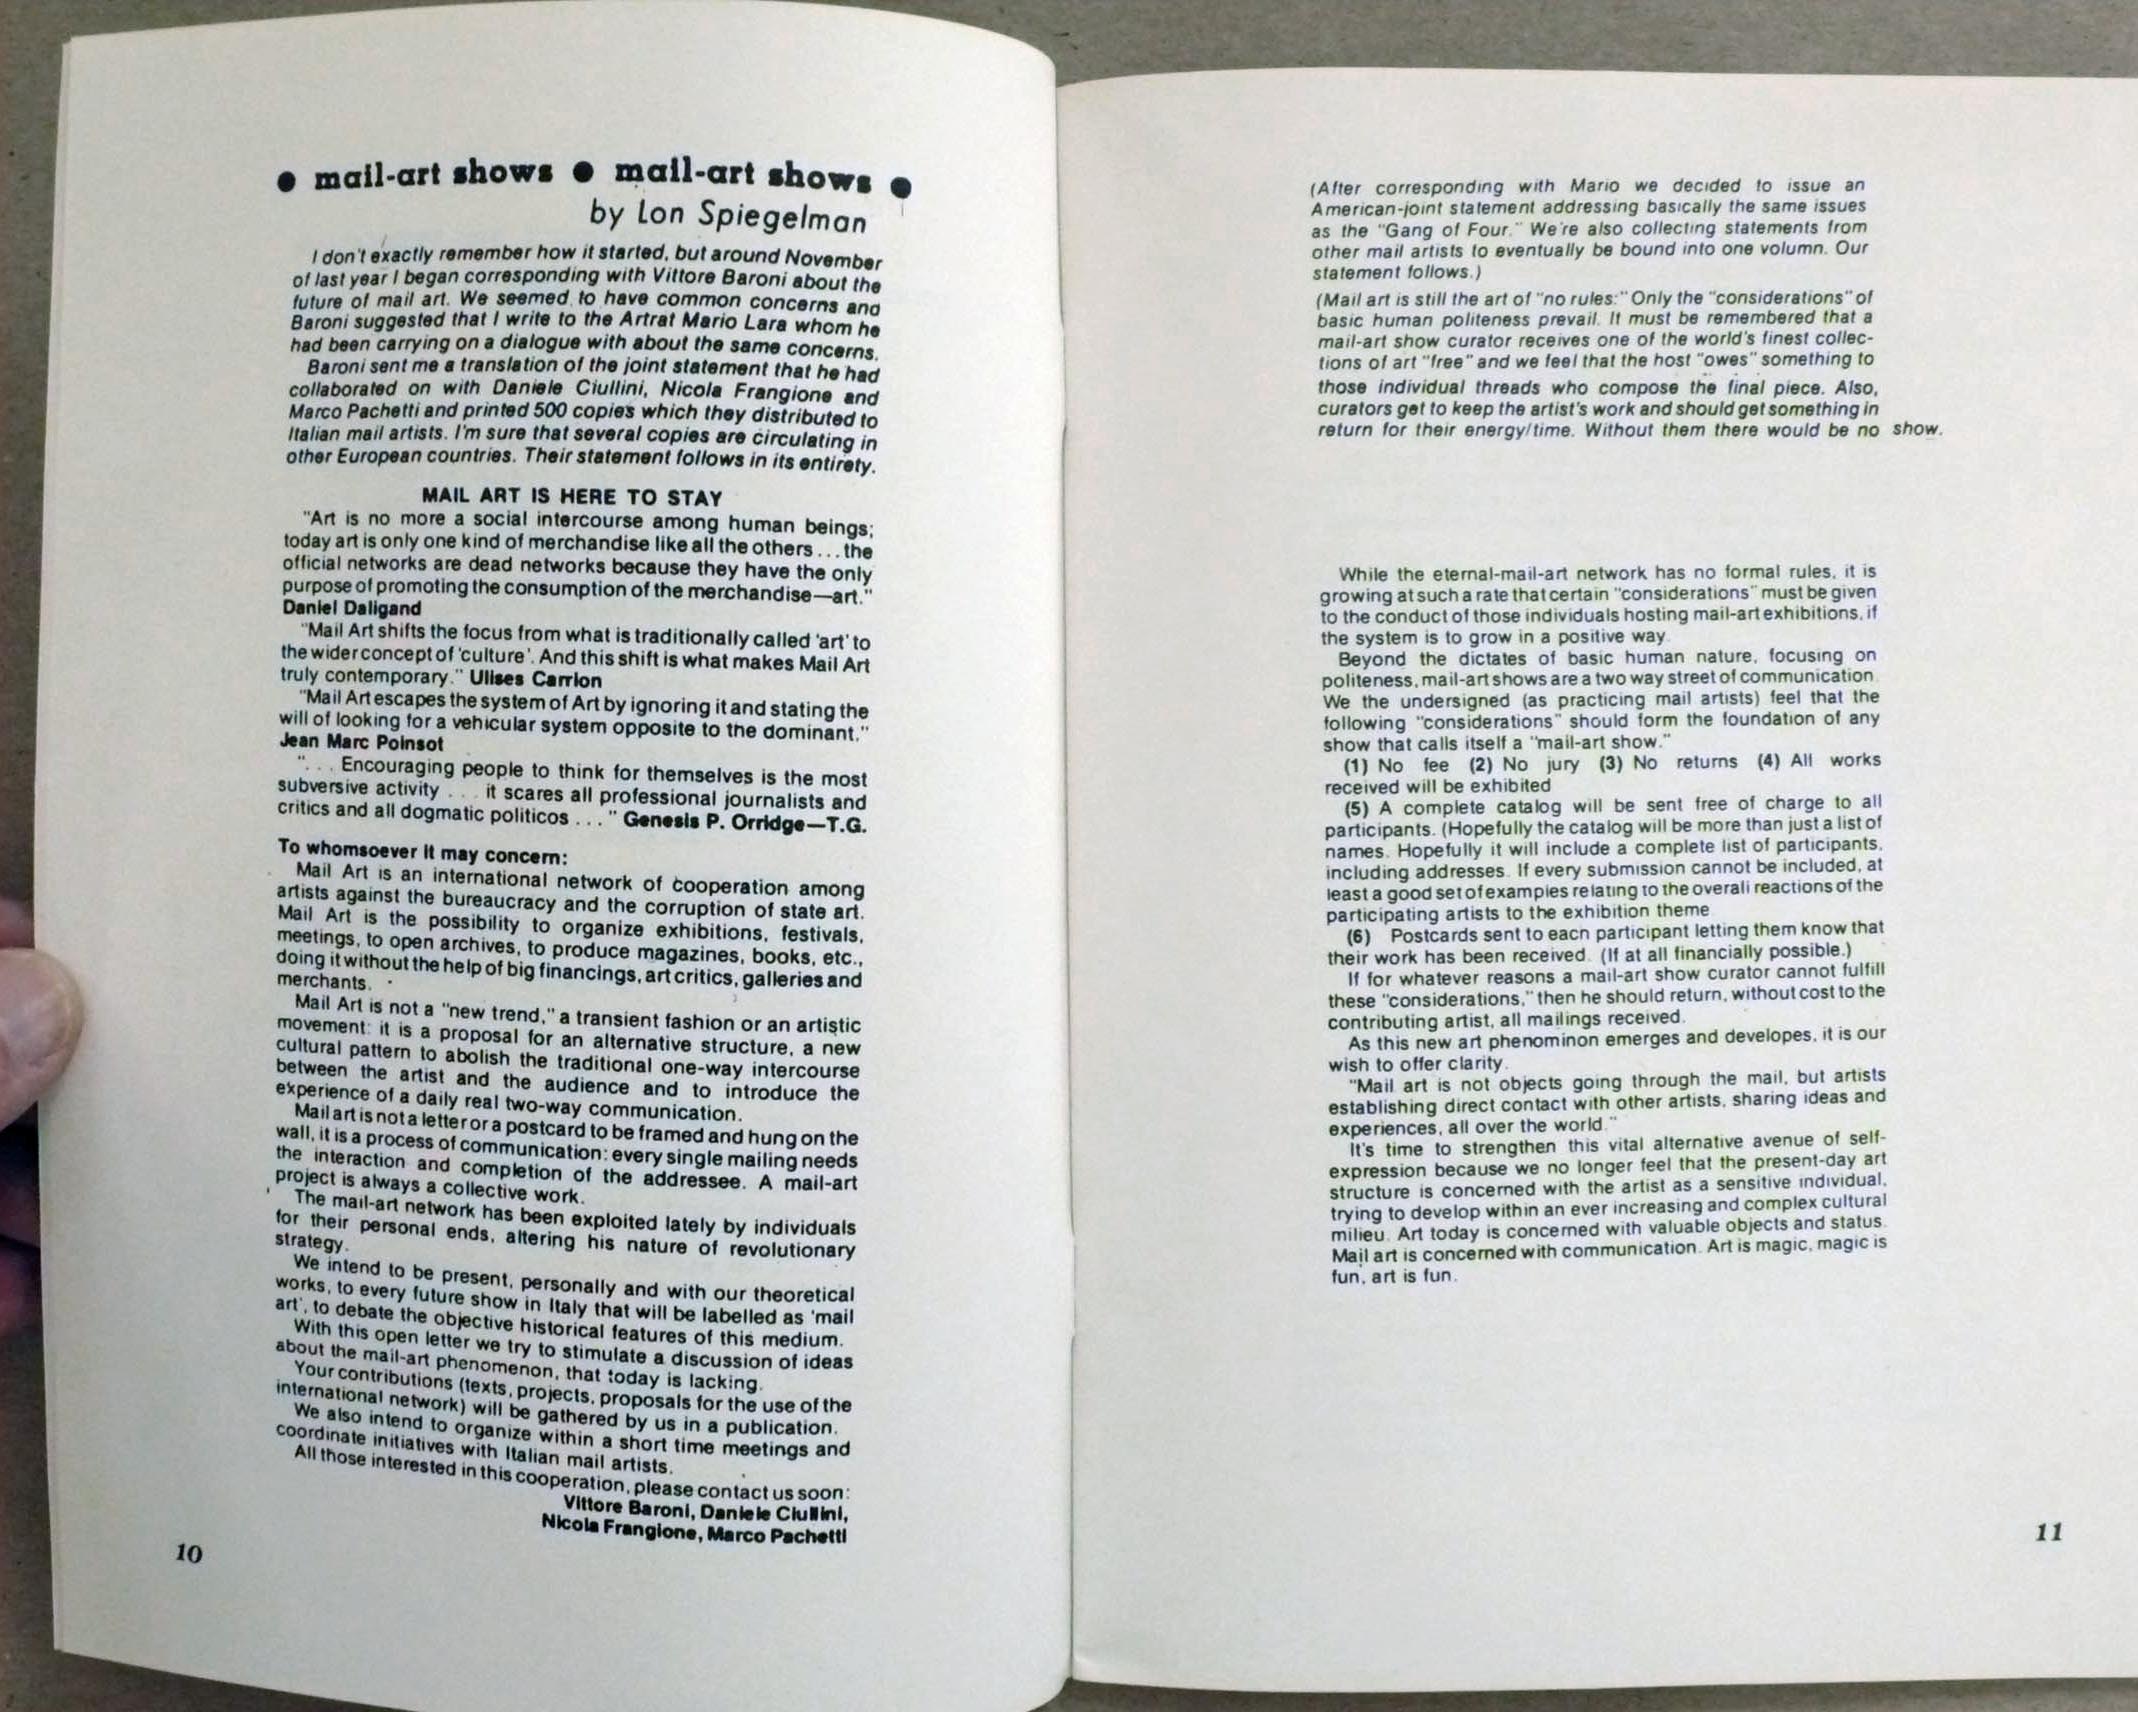 ● mail-art shows ● mail-art shows ●
by Lon Spiegelman
I don't exactly remember how it started, but around November
of last year I began corresponding with Vittore Baroni about the
future of mail art. We seemed to have common concerns and
Baroni suggested that I write to the Artrat Mario Lara whom he
had been carrying on a dialogue with about the same concerns.
Baroni sent me a translation of the joint statement that he had
collaborated on with Daniele Ciullini, Nicola Frangione and
Marco Pachetti and printed 500 copies which they distributed to
Italian mail artists. I'm sure that several copies are circulating in
other European countries. Their statement follows in its entirety.
MAIL ART IS HERE TO STAY
"Art is no more a social intercourse among human beings;
today art is only one kind of merchandise like all the others . . . the
official networks are dead networks because they have the only
purpose of promoting the consumption of the merchandise—art."
Daniel Daligand
"Mail Art shifts the focus from what is traditionally called 'art' to
the wider concept of 'culture'. And this shift is what makes Mail Art
truly contemporary." Ulises Carrion
"Mail Art escapes the system of Art by ignoring it and stating the
will of looking for a vehicular system opposite to the dominant."
Jean Marc Poinsot
". . . Encouraging people to think for themselves is the most
subversive activity . . . it scares all professional journalists and
critics and all dogmatic politicos . . . " Genesis P. Orridge—T.G.
To whomsoever it may concern:
Mail Art is an international network of cooperation among
artists against the bureaucracy and the corruption of state art.
Mail Art is the possibility to organize exhibitions, festivals,
meetings, to open archives, to produce magazines, books, etc.,
doing it without the help of big financings, art critics, galleries and
merchants.
Mail Art is not a "new trend," a transient fashion or an artistic
movement: it is a proposal for an alternative structure, a new
cultural pattern to abolish the traditional one-way intercourse
between the artist and the audience and to introduce the
experience of a daily real two-way communication.
Mail art is not a letter or a postcard to be framed and hung on the
wall, it is a process of communication: every single mailing needs
the interaction and completion of the addressee. A mail-art
project is always a collective work.
The mail-art network has been exploited lately by individuals
for their personal ends, altering his nature of revolutionary
strategy.
We intend to be present, personally and with our theoretical
works, to every future show in Italy that will be labelled as 'mail
art', to debate the objective historical features of this medium.
With this open letter we try to stimulate a discussion of ideas
about the mail-art phenomenon, that today is lacking.
Your contributions (texts, projects, proposals for the use of the
international network) will be gathered by us in a publication.
We also intend to organize within a short time meetings and
coordinate initiatives with Italian mail artists.
All those interested in this cooperation, please contact us soon:
Vittore Baroni, Daniele Ciullini,
Nicola Frangione, Marco Pachetti
10
(After corresponding with Mario we decided to issue an
American-joint statement addressing basically the same issues
as the "Gang of Four." We're also collecting statements from
other mail artists to eventually be bound into one volumn. Our
statement follows.)
(Mail art is still the art of "no rules:" Only the "considerations" of
basic human politeness prevail. It must be remembered that a
mail-art show curator receives one of the world's finest collec-
tions of art "free" and we feel that the host "owes" something to
those individual threads who compose the final piece. Also,
curators get to keep the artist's work and should get something in
return for their energy/time. Without them there would be no show.
While the eternal-mail-art network has no formal rules, it is
growing at such a rate that certain "considerations" must be given
to the conduct of those individuals hosting mail-art exhibitions, if
the system is to grow in a positive way.
Beyond the dictates of basic human nature, focusing on
politeness, mail-art shows are a two way street of communication.
We the undersigned (as practicing mail artists) feel that the
following "considerations" should form the foundation of any
show that calls itself a "mail-art show."
(1) No fee (2) No jury (3) No returns (4) All works
received will be exhibited
(5) A complete catalog will be sent free of charge to all
participants. (Hopefully the catalog will be more than just a list of
names. Hopefully it will include a complete list of participants,
including addresses. If every submission cannot be included, at
least a good set of examples relating to the overall reactions of the
participating artists to the exhibition theme
(6) Postcards sent to each participant letting them know that
their work has been received. (If at all financially possible.)
If for whatever reasons a mail-art show curator cannot fulfill
these "considerations," then he should return, without cost to the
contributing artist, all mailings received.
As this new art phenominon emerges and developes, it is our
wish to offer clarity.
"Mail art is not objects going through the mail, but artists
establishing direct contact with other artists, sharing ideas and
experiences, all over the world."
It's time to strengthen this vital alternative avenue of self-
expression because we no longer feel that the present-day art
structure is concerned with the artist as a sensitive individual,
trying to develop within an ever increasing and complex cultural
milieu. Art today is concerned with valuable objects and status.
Mail art is concerned with communication. Art is magic, magic is
fun, art is fun.
11